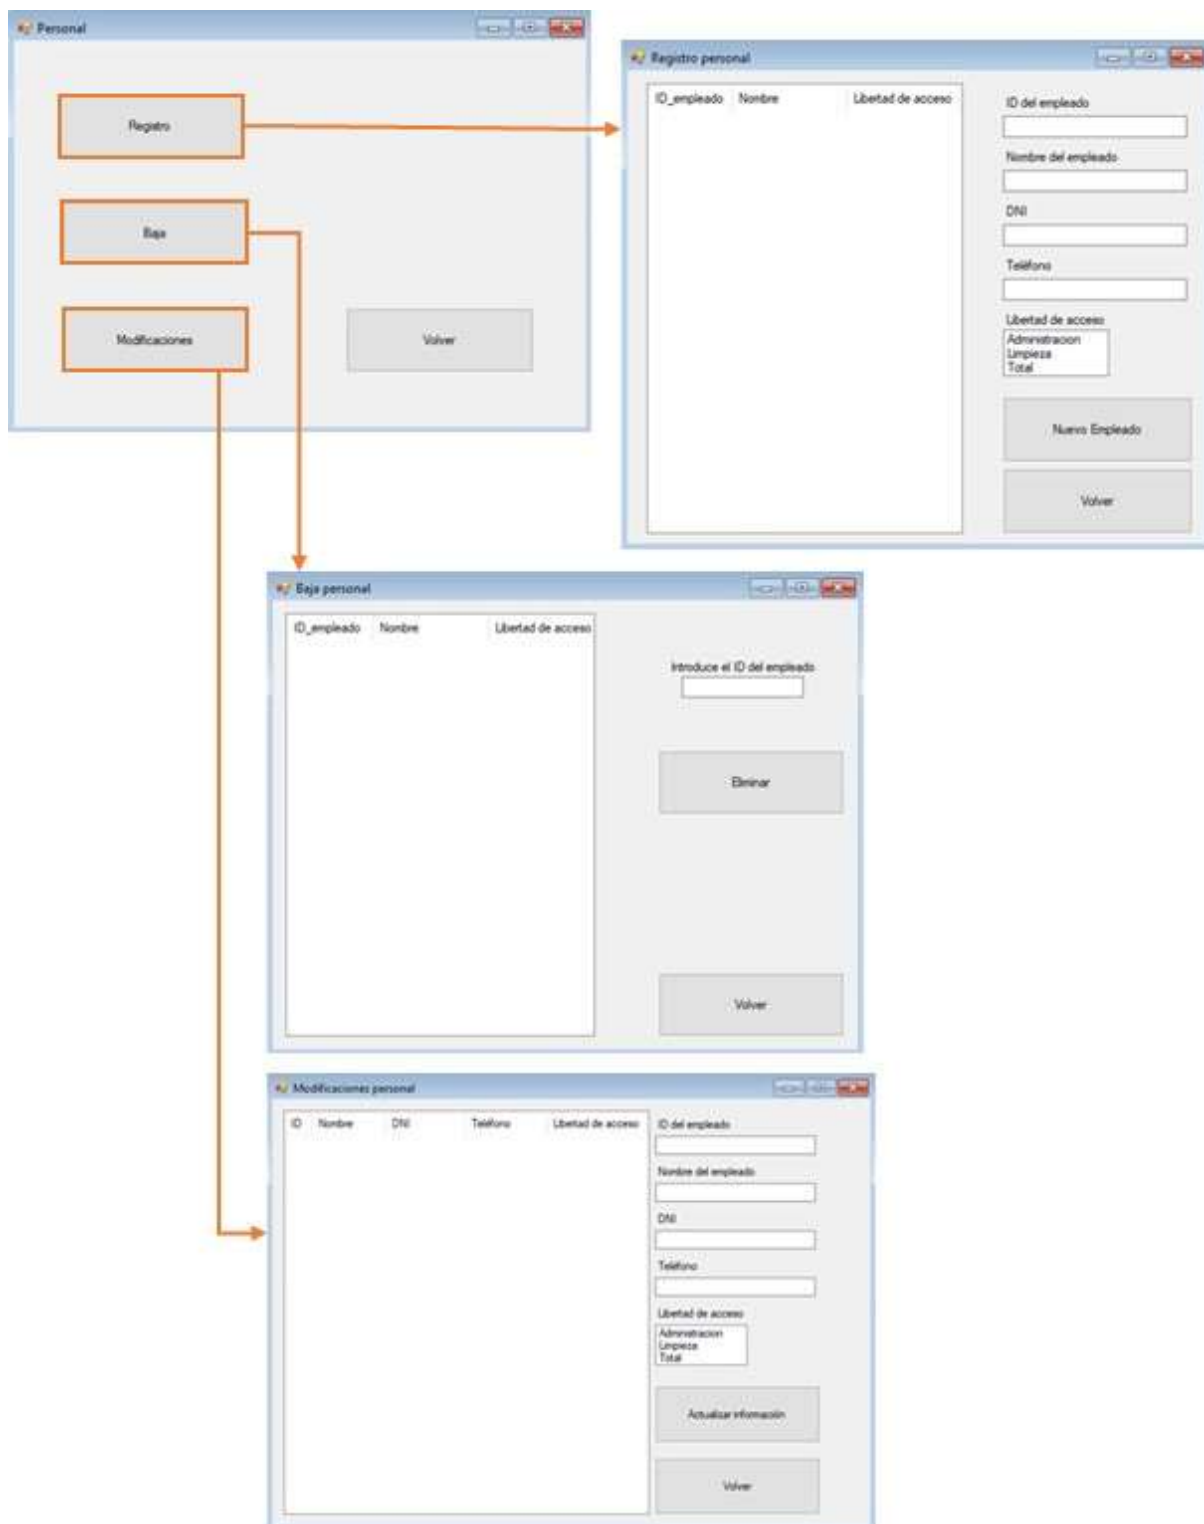 Personal
Registro
Baja
Modificaciones
Volver
Registro personal
ID_empleado Nombre Libertad de acceso
ID del empleado
Nombre del empleado
DNI
Teléfono
Libertad de acceso
Administracion
Limpieza
Total
Nuevo Empleado
Volver
Baja personal
ID_empleado Nombre Libertad de acceso
Introduce el ID del empleado
Eliminar
Volver
Modificaciones personal
ID Nombre DNI Teléfono Libertad de acceso
ID del empleado
Nombre del empleado
DNI
Teléfono
Libertad de acceso
Administracion
Limpieza
Total
Actualizar información
Volver